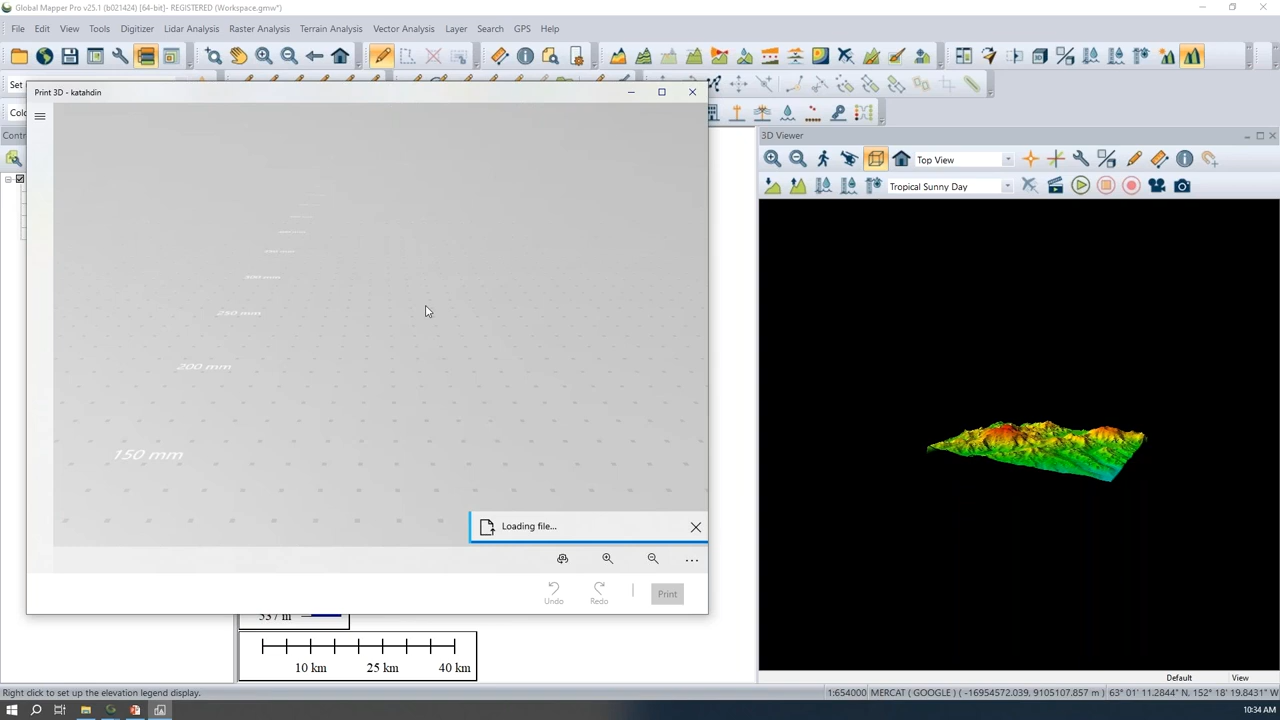 Global Mapper Pro v25.1 (b021424) [64-bit]- REGISTERED (Workspace.gmw*)
File Edit View Tools Digitizer Lidar Analysis Raster Analysis Terrain Analysis Vector Analysis Layer Search GPS Help
Set
Print 3D - katahdin
Contr
3D Viewer
Top View
Tropical Sunny Day
250 mm
200 mm
150 mm
Loading file...
Undo
Redo
Print
10 km
25 km
40 km
Default
View
Right click to set up the elevation legend display.
1:654000 MERCAT ( GOOGLE ) ( -16954572.039, 9105107.857 m ) 63° 01' 11.2844" N, 152° 18' 19.8431" W
10:34 AM